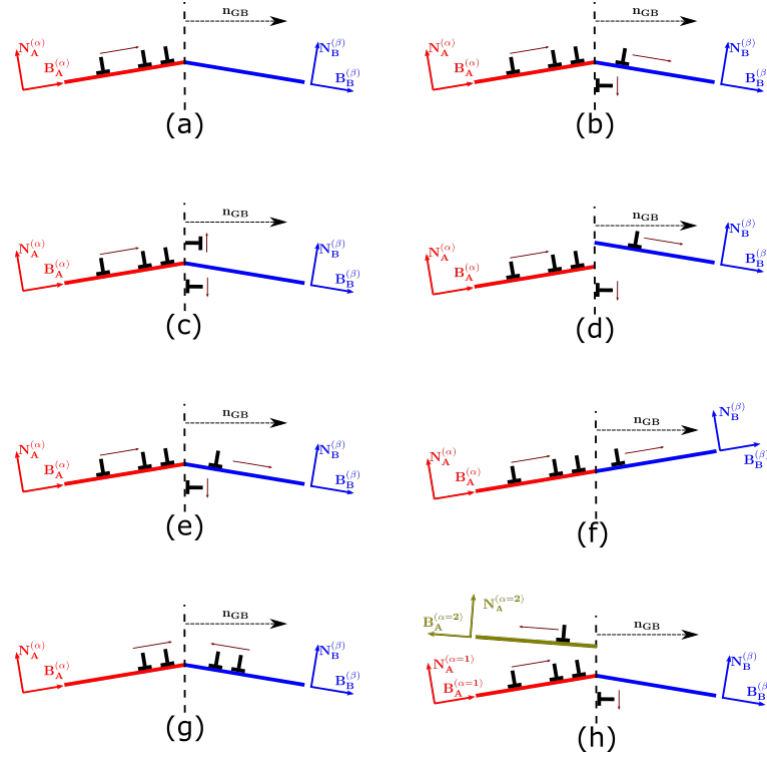 n_GB
N_A^(α)
B_A^(α)
N_B^(β)
B_B^(β)
(a)
n_GB
N_A^(α)
B_A^(α)
N_B^(β)
B_B^(β)
(b)
n_GB
N_A^(α)
B_A^(α)
N_B^(β)
B_B^(β)
(c)
n_GB
N_A^(α)
B_A^(α)
N_B^(β)
B_B^(β)
(d)
n_GB
N_A^(α)
B_A^(α)
N_B^(β)
B_B^(β)
(e)
n_GB
N_A^(α)
B_A^(α)
N_B^(β)
B_B^(β)
(f)
n_GB
N_A^(α)
B_A^(α)
N_B^(β)
B_B^(β)
(g)
N_A^(α=2)
B_A^(α=2)
n_GB
N_A^(α=1)
B_A^(α=1)
N_B^(β)
B_B^(β)
(h)